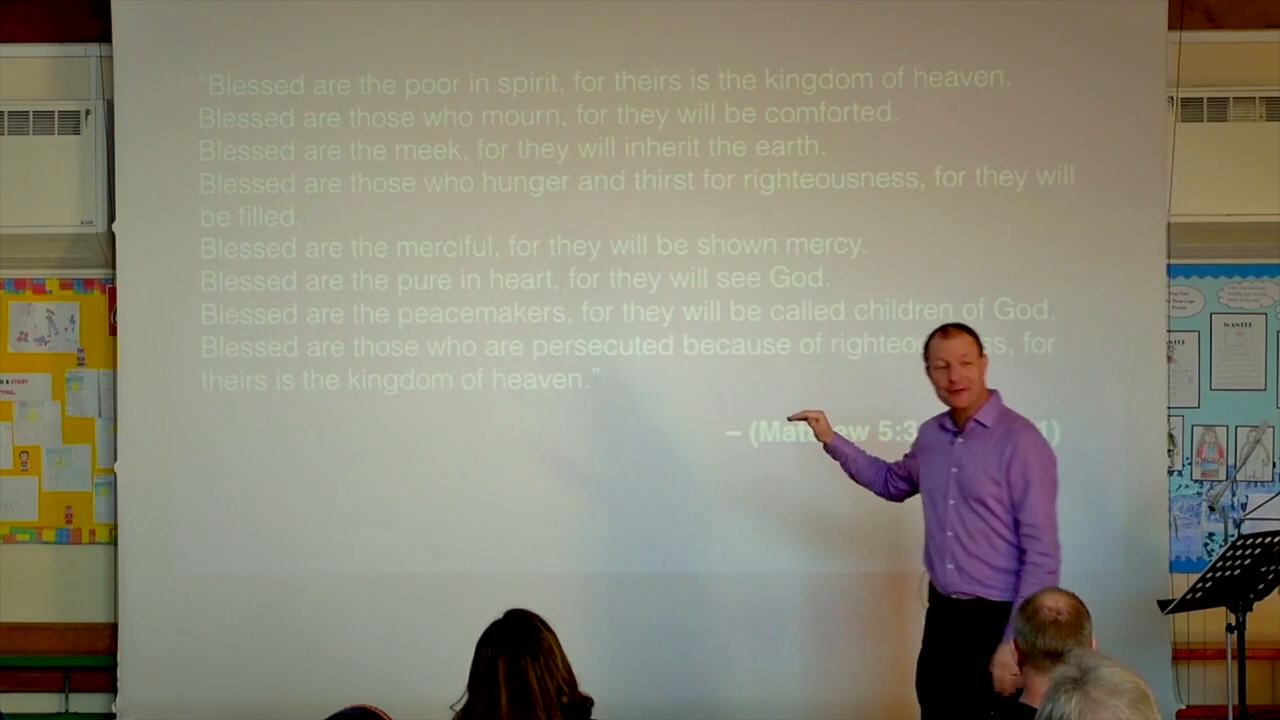 “Blessed are the poor in spirit, for theirs is the kingdom of heaven.
Blessed are those who mourn, for they will be comforted.
Blessed are the meek, for they will inherit the earth.
Blessed are those who hunger and thirst for righteousness, for they will
be filled.
Blessed are the merciful, for they will be shown mercy.
Blessed are the pure in heart, for they will see God.
Blessed are the peacemakers, for they will be called children of God,
Blessed are those who are persecuted because of for
theirs is the kingdom of heaven.”
– 5:3
WANTED